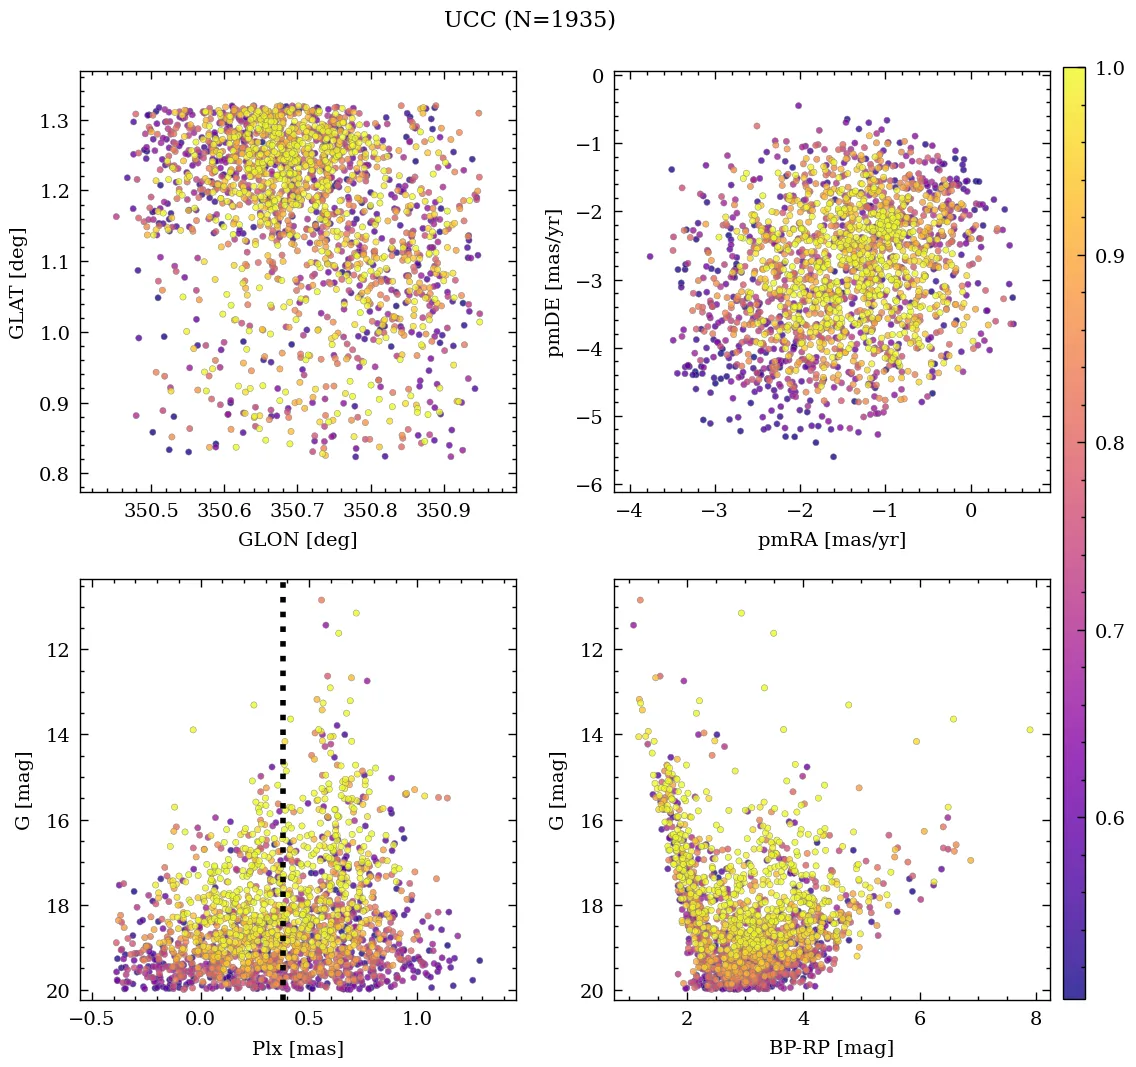 UCC (N=1935)
1.3
1.2
1.1
1.0
0.9
0.8
GLAT [deg]
350.5 350.6 350.7 350.8 350.9
GLON [deg]
0
−1
−2
−3
−4
−5
−6
pmDE [mas/yr]
−4 −3 −2 −1 0
pmRA [mas/yr]
1.0
0.9
0.8
0.7
0.6
12
14
16
18
20
G [mag]
−0.5 0.0 0.5 1.0
Plx [mas]
12
14
16
18
20
G [mag]
2 4 6 8
BP-RP [mag]